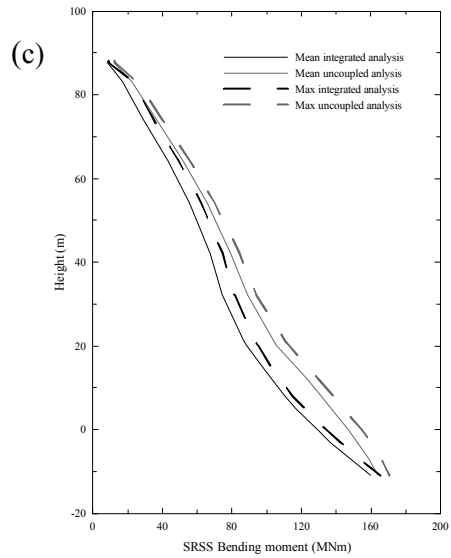 (c)
100
80
60
40
20
0
-20
Height (m)
Mean integrated analysis
Mean uncoupled anlysis
Max integrated analysis
Max uncoupled analysis
0 40 80 120 160 200
SRSS Bending moment (MNm)